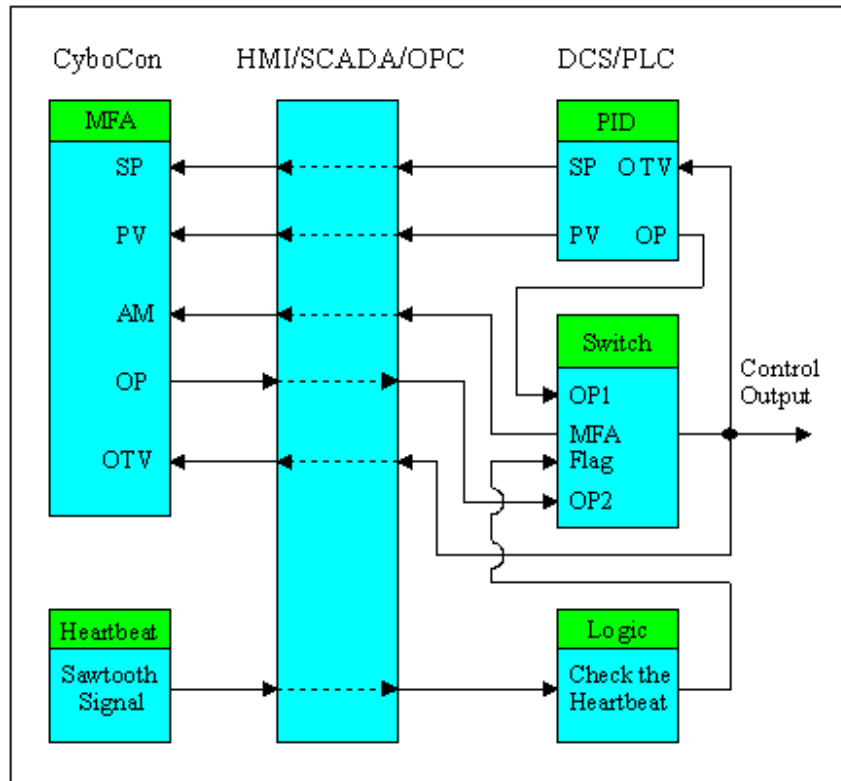 CyboCon HMI/SCADA/OPC DCS/PLC
MFA
SP
PV
AM
OP
OTV
PID
SP OTV
PV OP
Switch
OP1
MFA
Flag
OP2
Control
Output
Heartbeat
Sawtooth
Signal
Logic
Check the
Heartbeat